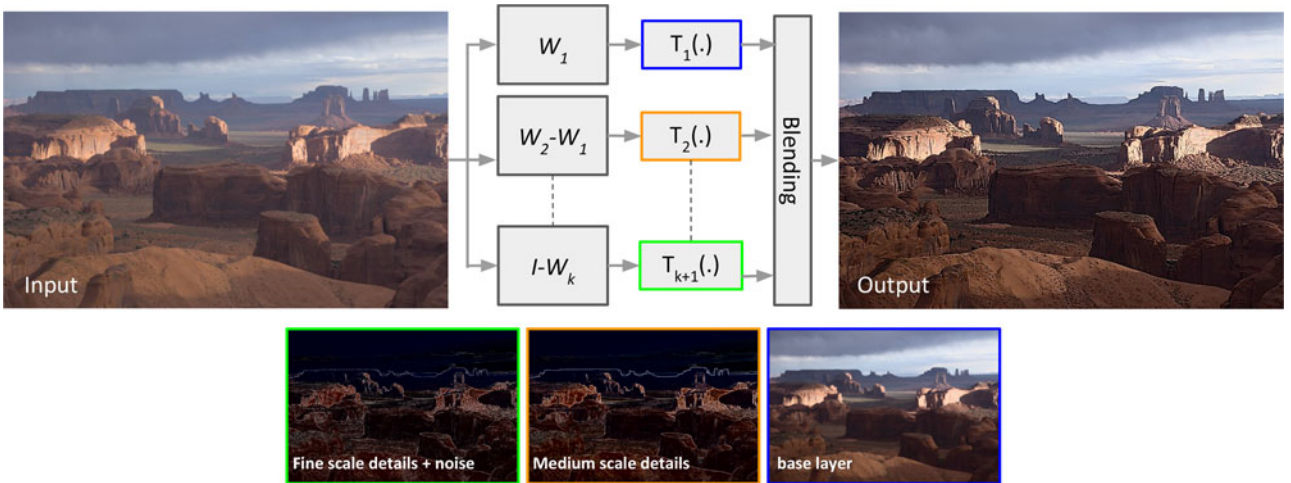 Input
W₁
T₁(.)
W₂-W₁
T₂(.)
I-Wₖ
Tₖ₊₁(.)
Blending
Output
Fine scale details + noise
Medium scale details
base layer